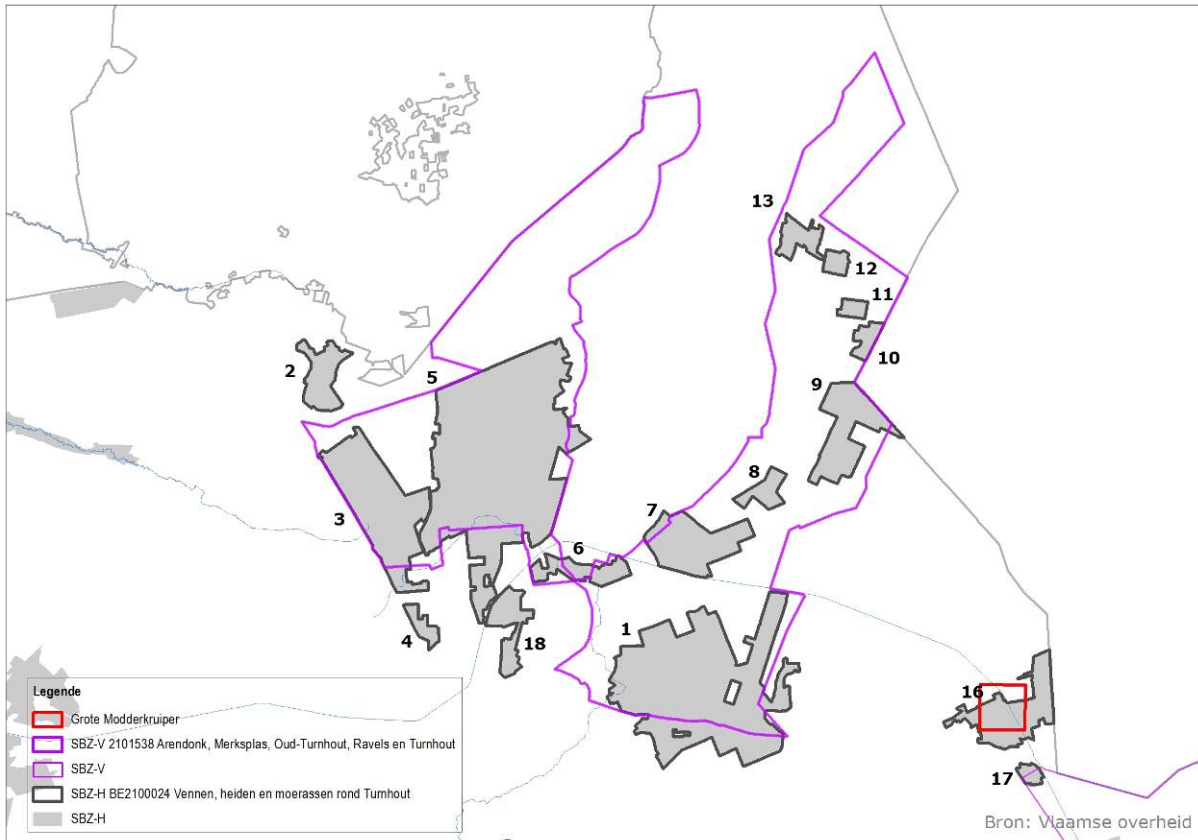 13
12
11
10
2
5
9
8
3
7
6
4
18
1
16
17
Legende
Grote Modderkruiper
SBZ-V 2101538 Arendonk, Merksplas, Oud-Turnhout, Ravels en Turnhout
SBZ-V
SBZ-H BE2100024 Vennen, heiden en moerassen rond Turnhout
SBZ-H
Bron: Vlaamse overheid